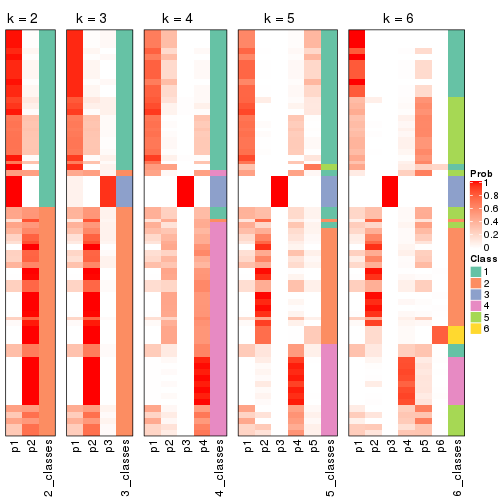 k = 2
k = 3
k = 4
k = 5
k = 6
Prob
1
0.8
0.6
0.4
0.2
0
Class
1
2
3
4
5
6
p1
p2
2_classes
p1
p2
p3
3_classes
p1
p2
p3
p4
4_classes
p1
p2
p3
p4
p5
5_classes
p1
p2
p3
p4
p5
p6
6_classes